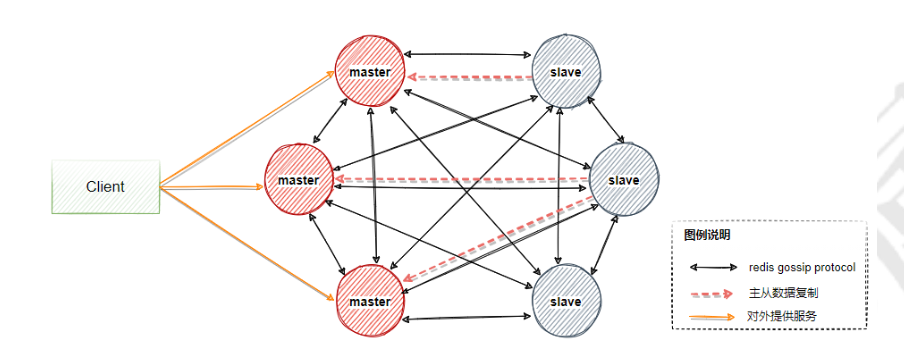 master
slave
Client
master
slave
master
slave
图例说明
redis gossip protocol
主从数据复制
对外提供服务